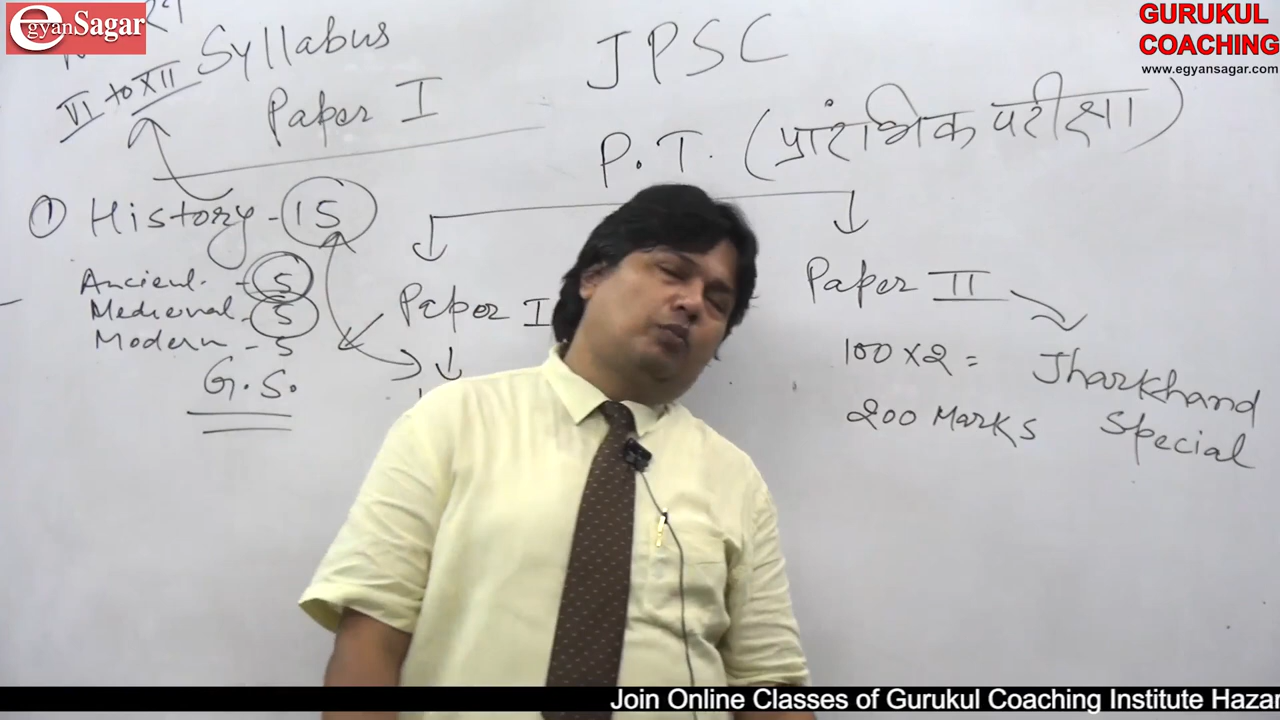 egyanSagar
GURUKUL
COACHING
www.egyansagar.com
Syllabus
VI to XII
Paper I
① History - 15
Ancient. - 5
Medieval. - 5
Modern - 5
G.S.
JPSC
P.T. (प्रारंभिक परीक्षा)
Paper I
Paper II
100 x 2 =
200 Marks
Jharkhand
Special
Join Online Classes of Gurukul Coaching Institute Hazar